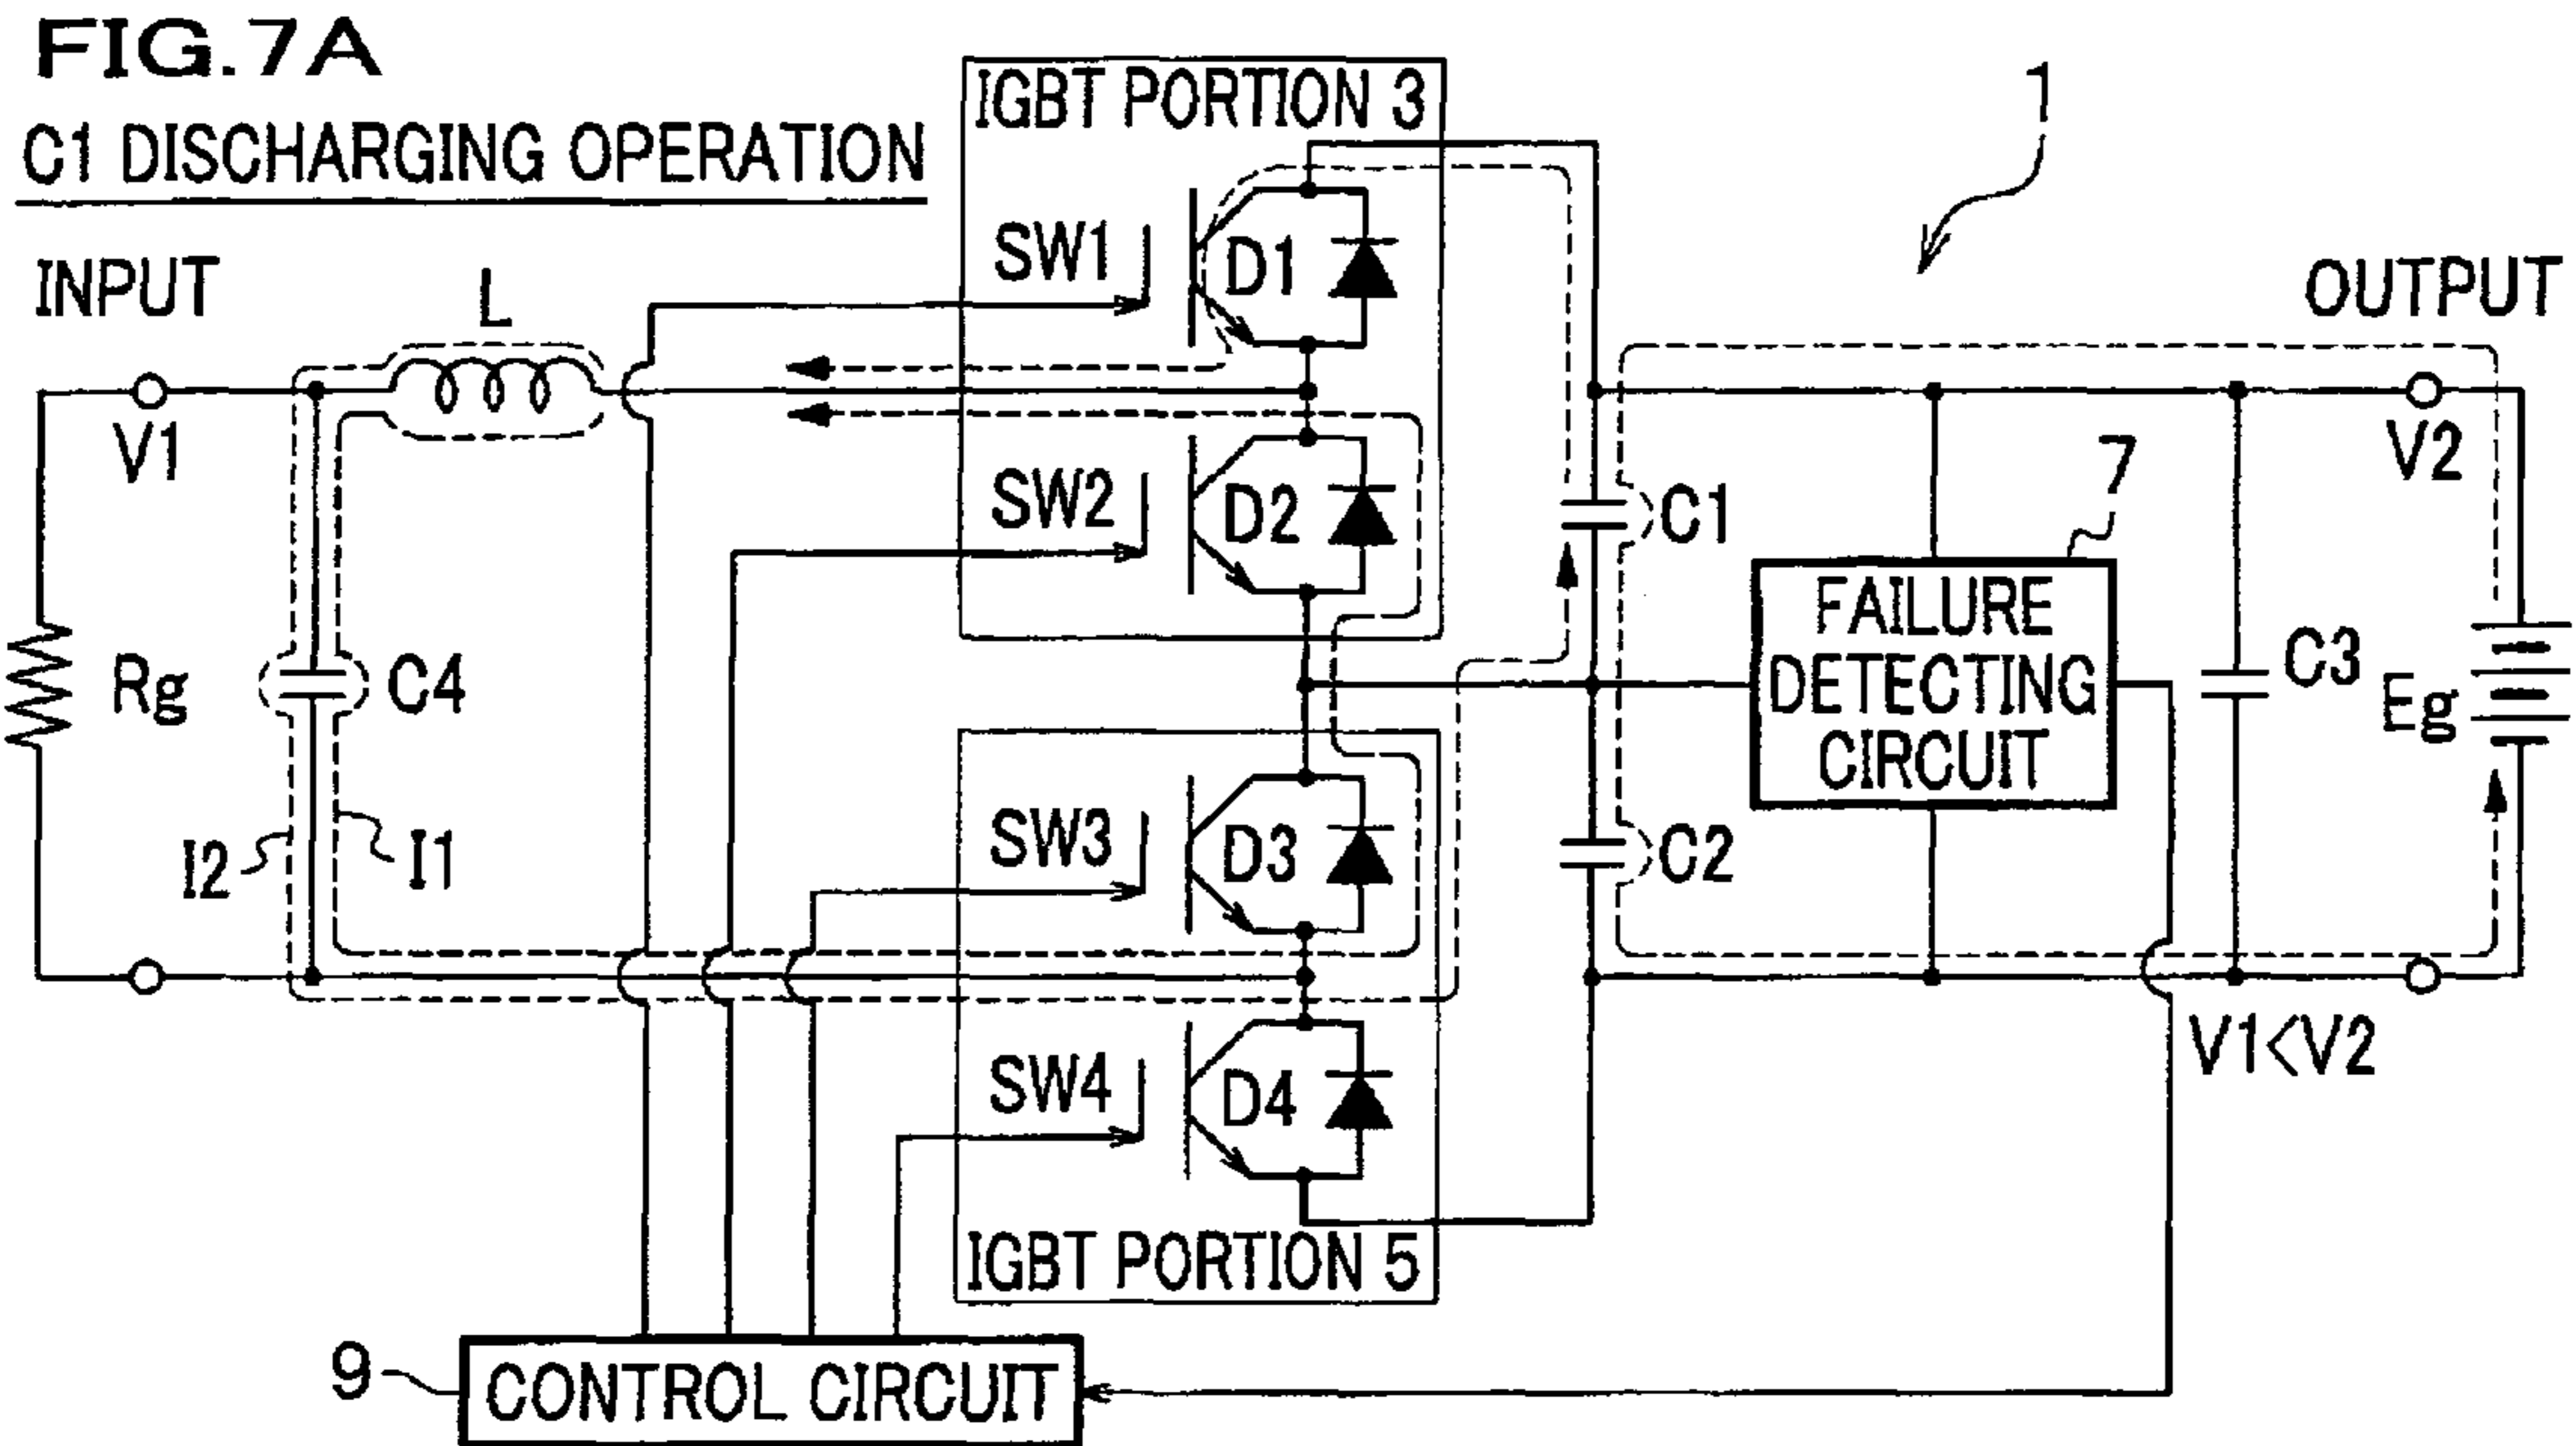 FIG.7A
C1 DISCHARGING OPERATION
IGBT PORTION 3
1
SW1
D1
INPUT
L
OUTPUT
V1
V2
SW2
D2
C1
7
FAILURE
DETECTING
CIRCUIT
Rg
C4
C3
Eg
SW3
D3
C2
I2
I1
SW4
D4
V1<V2
IGBT PORTION 5
9
CONTROL CIRCUIT